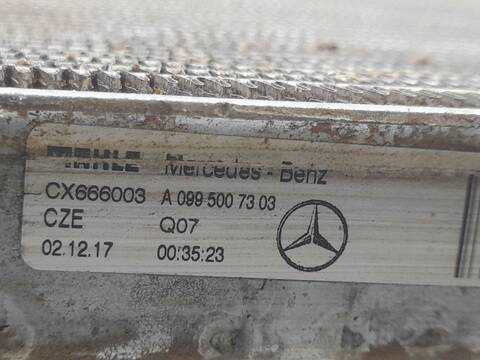 MAHLE Mercedes - Benz
CX666003 A 099 500 73 03
CZE Q07
02.12.17 00:35:23